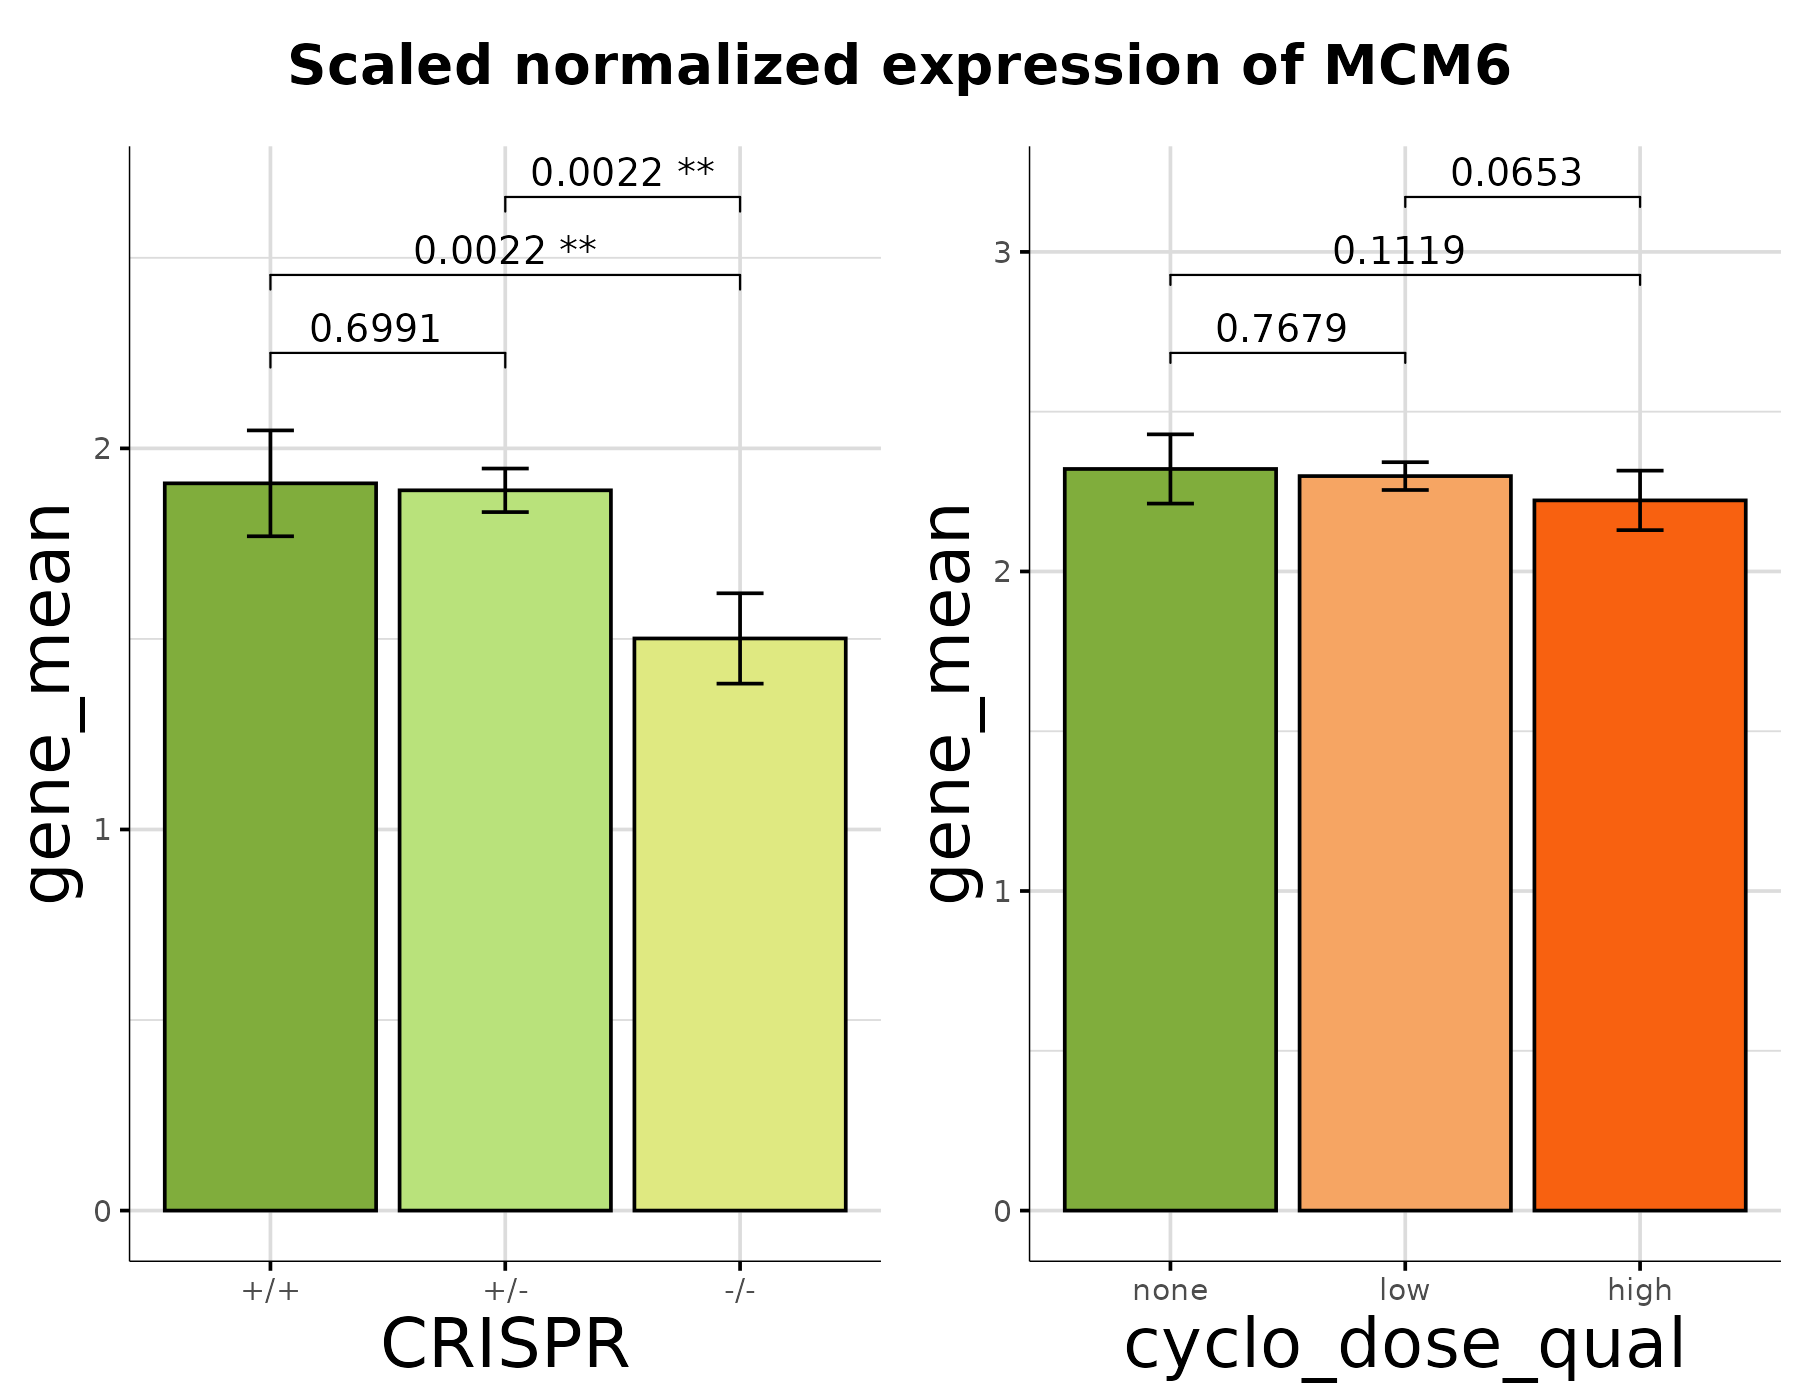 Scaled normalized expression of MCM6
gene_mean
0.0022 **
0.0022 **
0.6991
2
1
0
+/+ +/- -/-
CRISPR
gene_mean
0.0653
0.1119
0.7679
3
2
1
0
none low high
cyclo_dose_qual